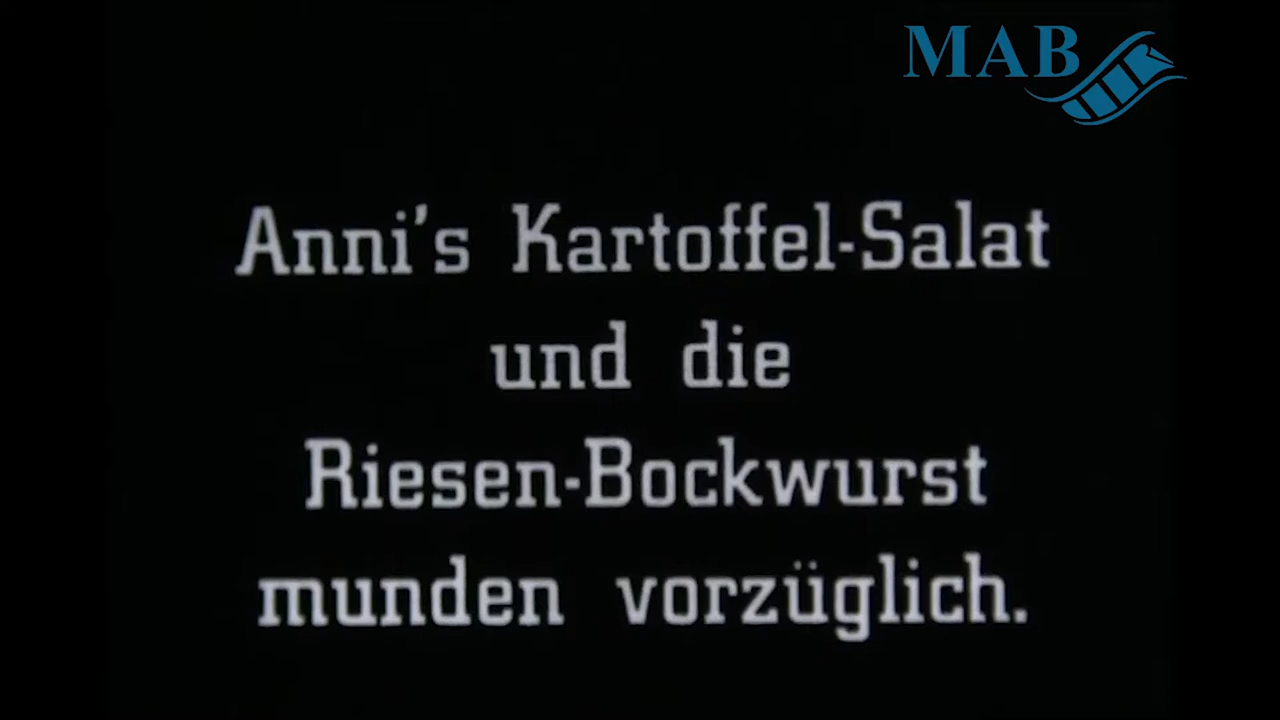 MAB
Anni's Kartoffel-Salat
und die
Riesen-Bockwurst
munden vorzüglich.